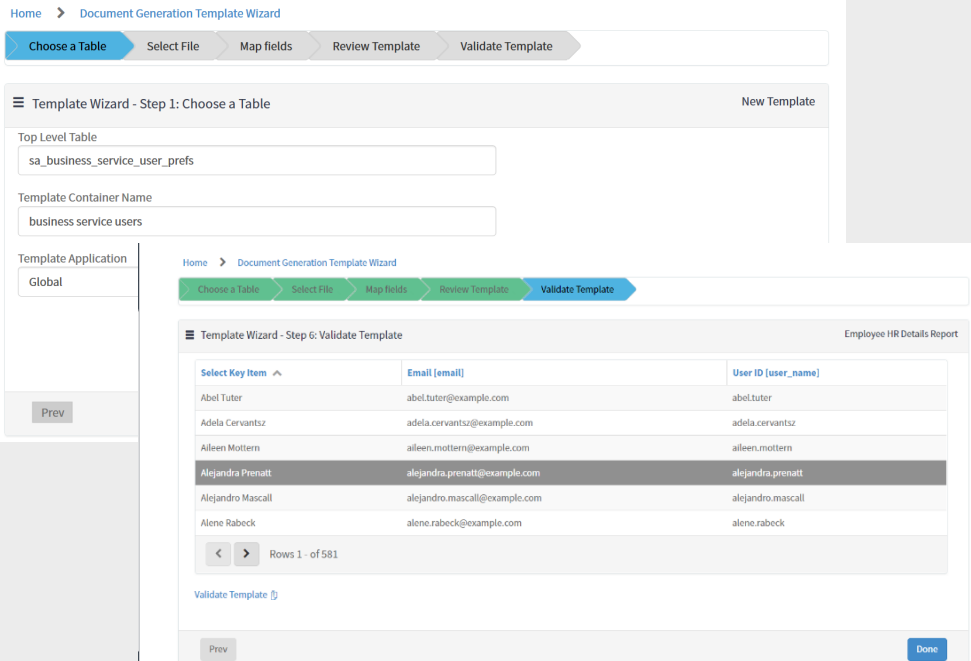 Home > Document Generation Template Wizard
Choose a Table Select File Map fields Review Template Validate Template
Template Wizard - Step 1: Choose a Table New Template
Top Level Table
sa_business_service_user_prefs
Template Container Name
business service users
Template Application
Global
Prev
Home > Document Generation Template Wizard
Choose a Table Select File Map fields Review Template Validate Template
Template Wizard - Step 6: Validate Template Employee HR Details Report
Select Key Item Email [email] User ID [user_name]
Abel Tuter abel.tuter@example.com abel.tuter
Adela Cervantsz adela.cervantsz@example.com adela.cervantsz
Aileen Mottern aileen.mottern@example.com aileen.mottern
Alejandra Prenatt alejandra.prenatt@example.com alejandra.prenatt
Alejandro Mascall alejandro.mascall@example.com alejandro.mascall
Alene Rabeck alene.rabeck@example.com alene.rabeck
Rows 1 - of 581
Validate Template
Prev Done